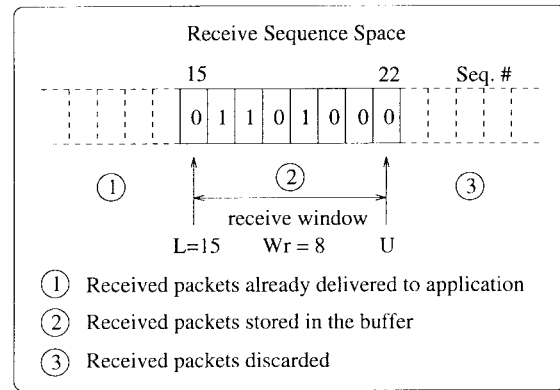 Receive Sequence Space
15 22 Seq. #
0 1 1 0 1 0 0 0
1 2 3
receive window
L=15 Wr = 8 U
1 Received packets already delivered to application
2 Received packets stored in the buffer
3 Received packets discarded